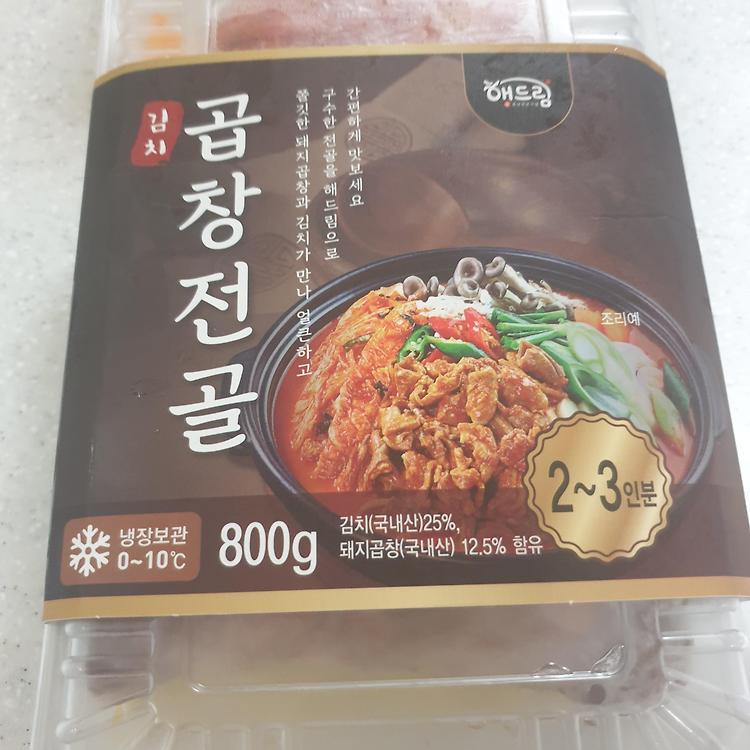 해드림
김치
곱창전골
간편하게 맛보세요
구수한 전골을 해드림으로
쫄깃한 돼지곱창과 김치가 만나 얼큰하고
조리예
2~3인분
냉장보관
0~10℃
800g
김치(국내산)25%,
돼지곱창(국내산) 12.5% 함유